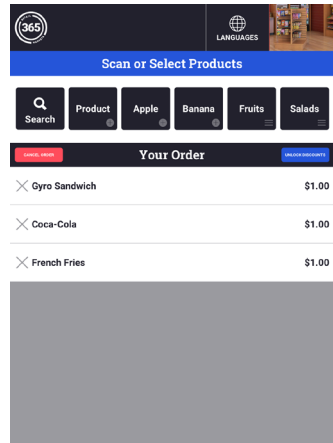 365
LANGUAGES
Scan or Select Products
Search
Product
Apple
Banana
Fruits
Salads
CANCEL ORDER
Your Order
UNLOCK DISCOUNTS
Gyro Sandwich $1.00
Coca-Cola $1.00
French Fries $1.00